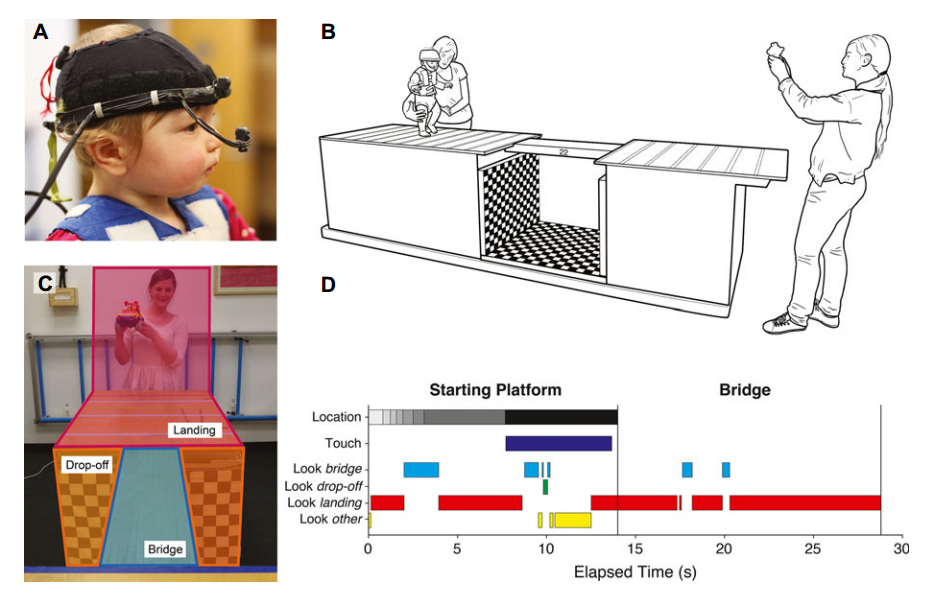 A
B
22
C
Landing
Drop-off
Bridge
D
Starting Platform
Bridge
Location
Touch
Look bridge
Look drop-off
Look landing
Look other
0
5
10
15
20
25
30
Elapsed Time (s)